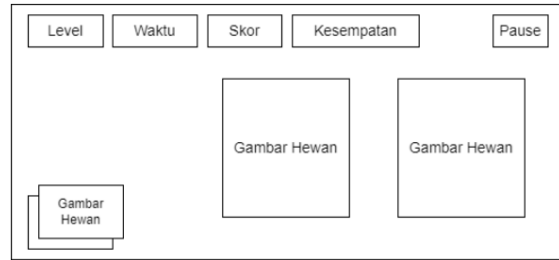 Level
Waktu
Skor
Kesempatan
Pause
Gambar Hewan
Gambar Hewan
Gambar
Hewan